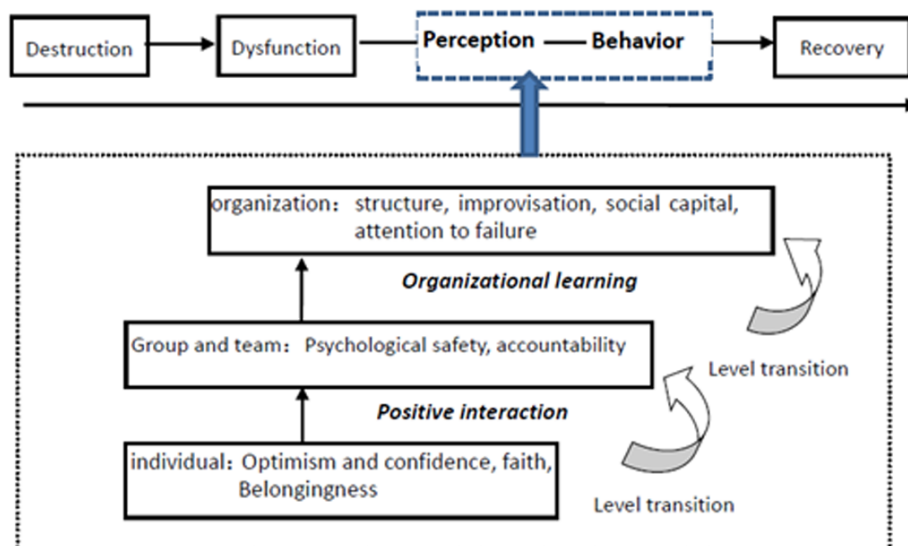 Destruction
Dysfunction
Perception
Behavior
Recovery
organization: structure, improvisation, social capital,
attention to failure
Organizational learning
Group and team: Psychological safety, accountability
Level transition
Positive interaction
individual: Optimism and confidence, faith,
Belongingness
Level transition